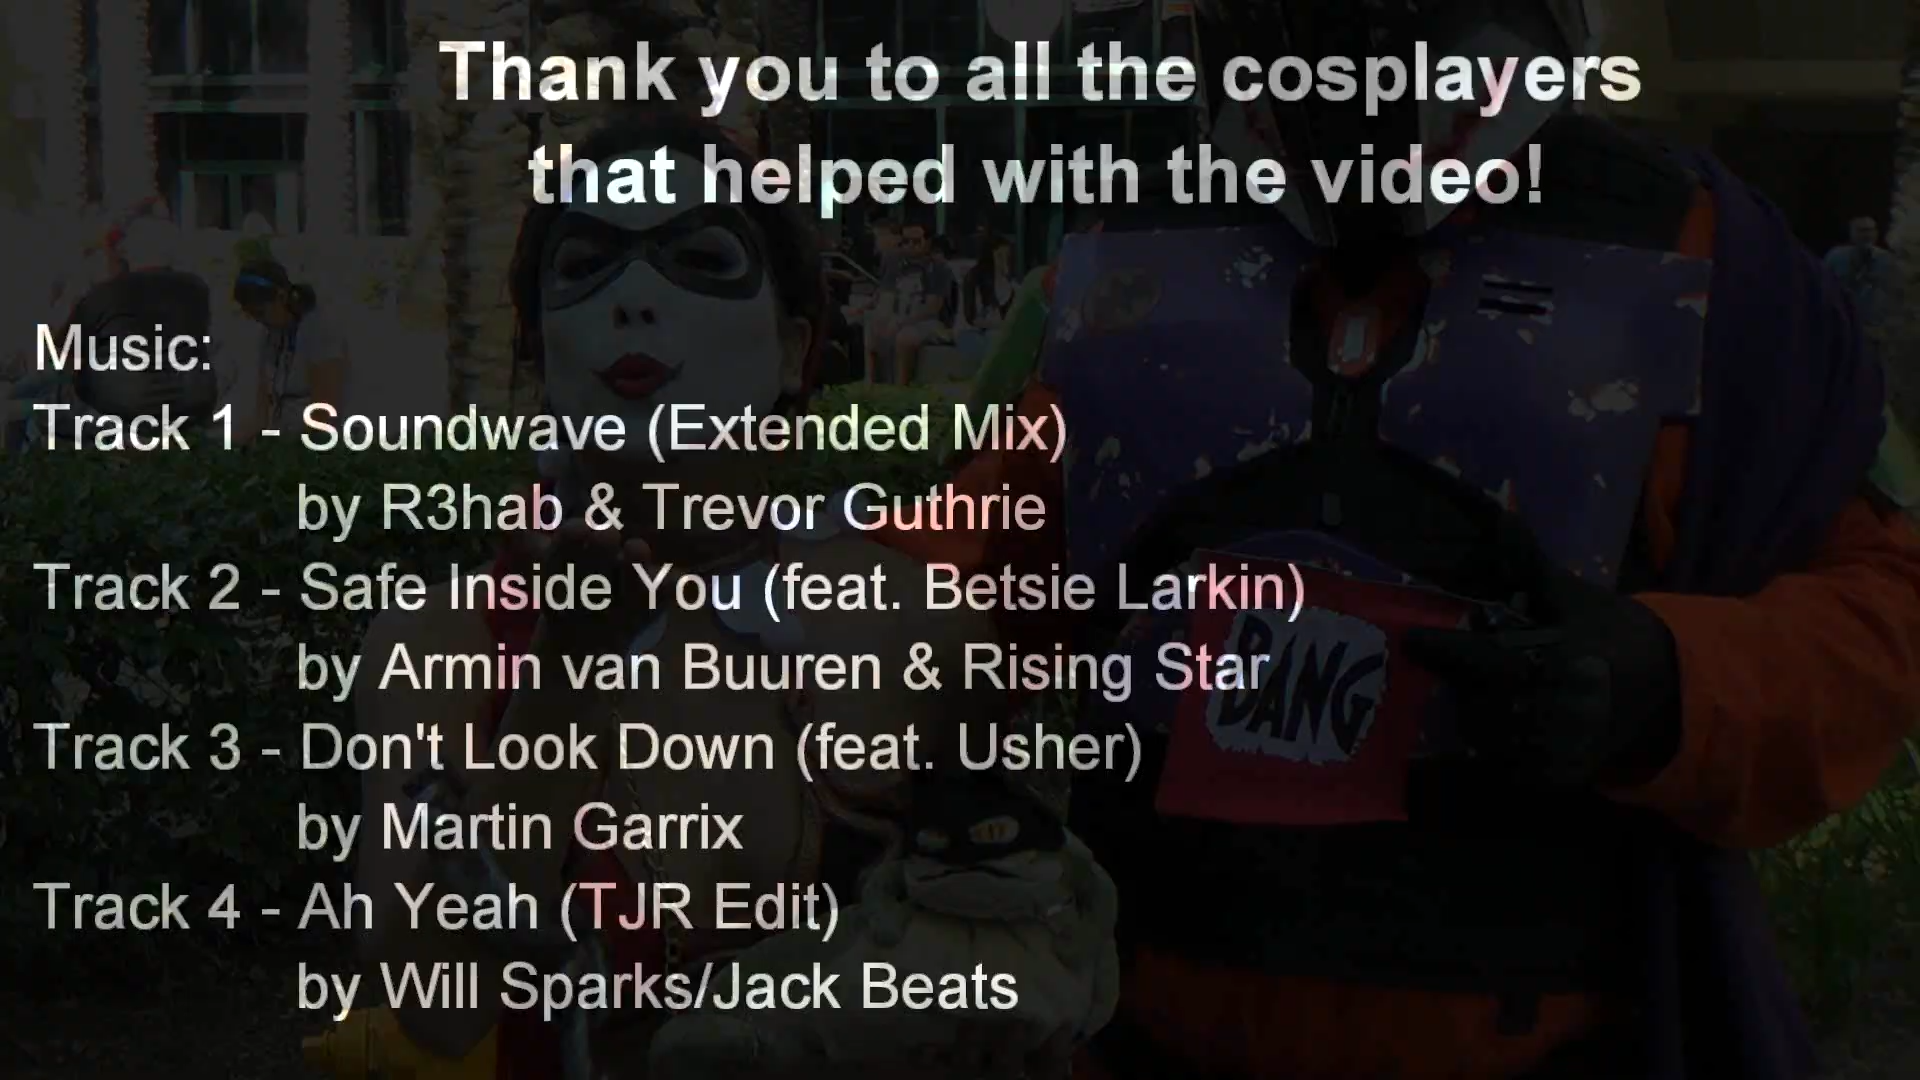 Thank you to all the cosplayers
that helped with the video!
Music:
Track 1 - Soundwave (Extended Mix)
by R3hab & Trevor Guthrie
Track 2 - Safe Inside You (feat. Betsie Larkin)
by Armin van Buuren & Rising Star
BANG
Track 3 - Don't Look Down (feat. Usher)
by Martin Garrix
Track 4 - Ah Yeah (TJR Edit)
by Will Sparks/Jack Beats